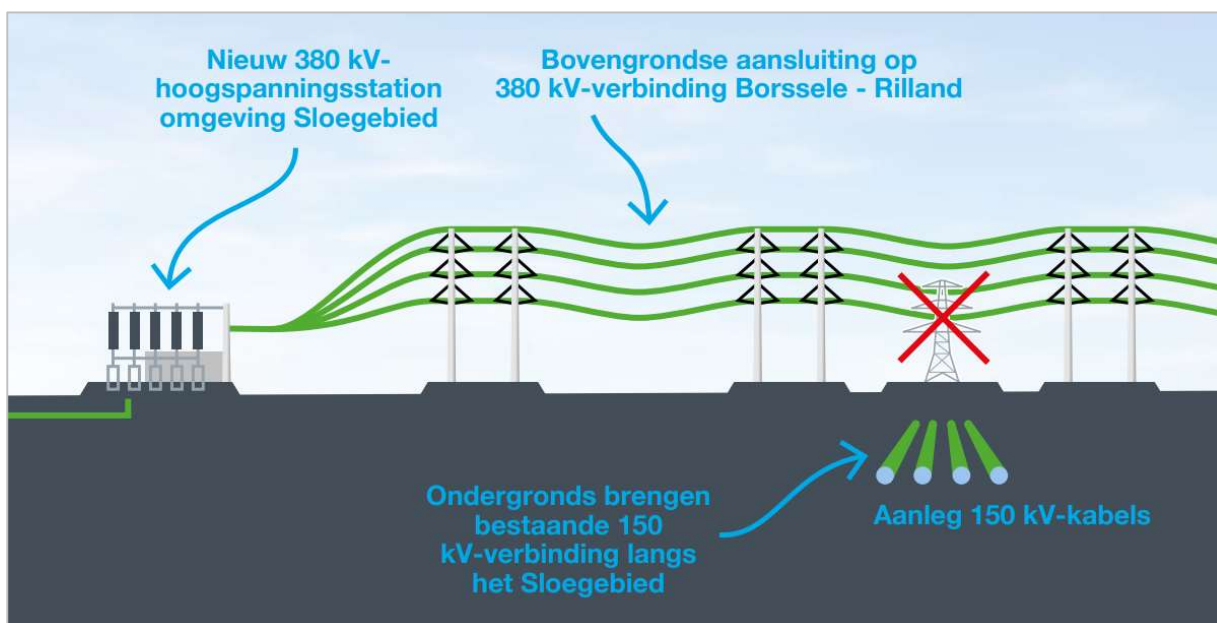 Nieuw 380 kV-
hoogspanningsstation
omgeving Sloegebied
Bovengrondse aansluiting op
380 kV-verbinding Borssele - Rilland
Ondergronds brengen
bestaande 150
kV-verbinding langs
het Sloegebied
Aanleg 150 kV-kabels